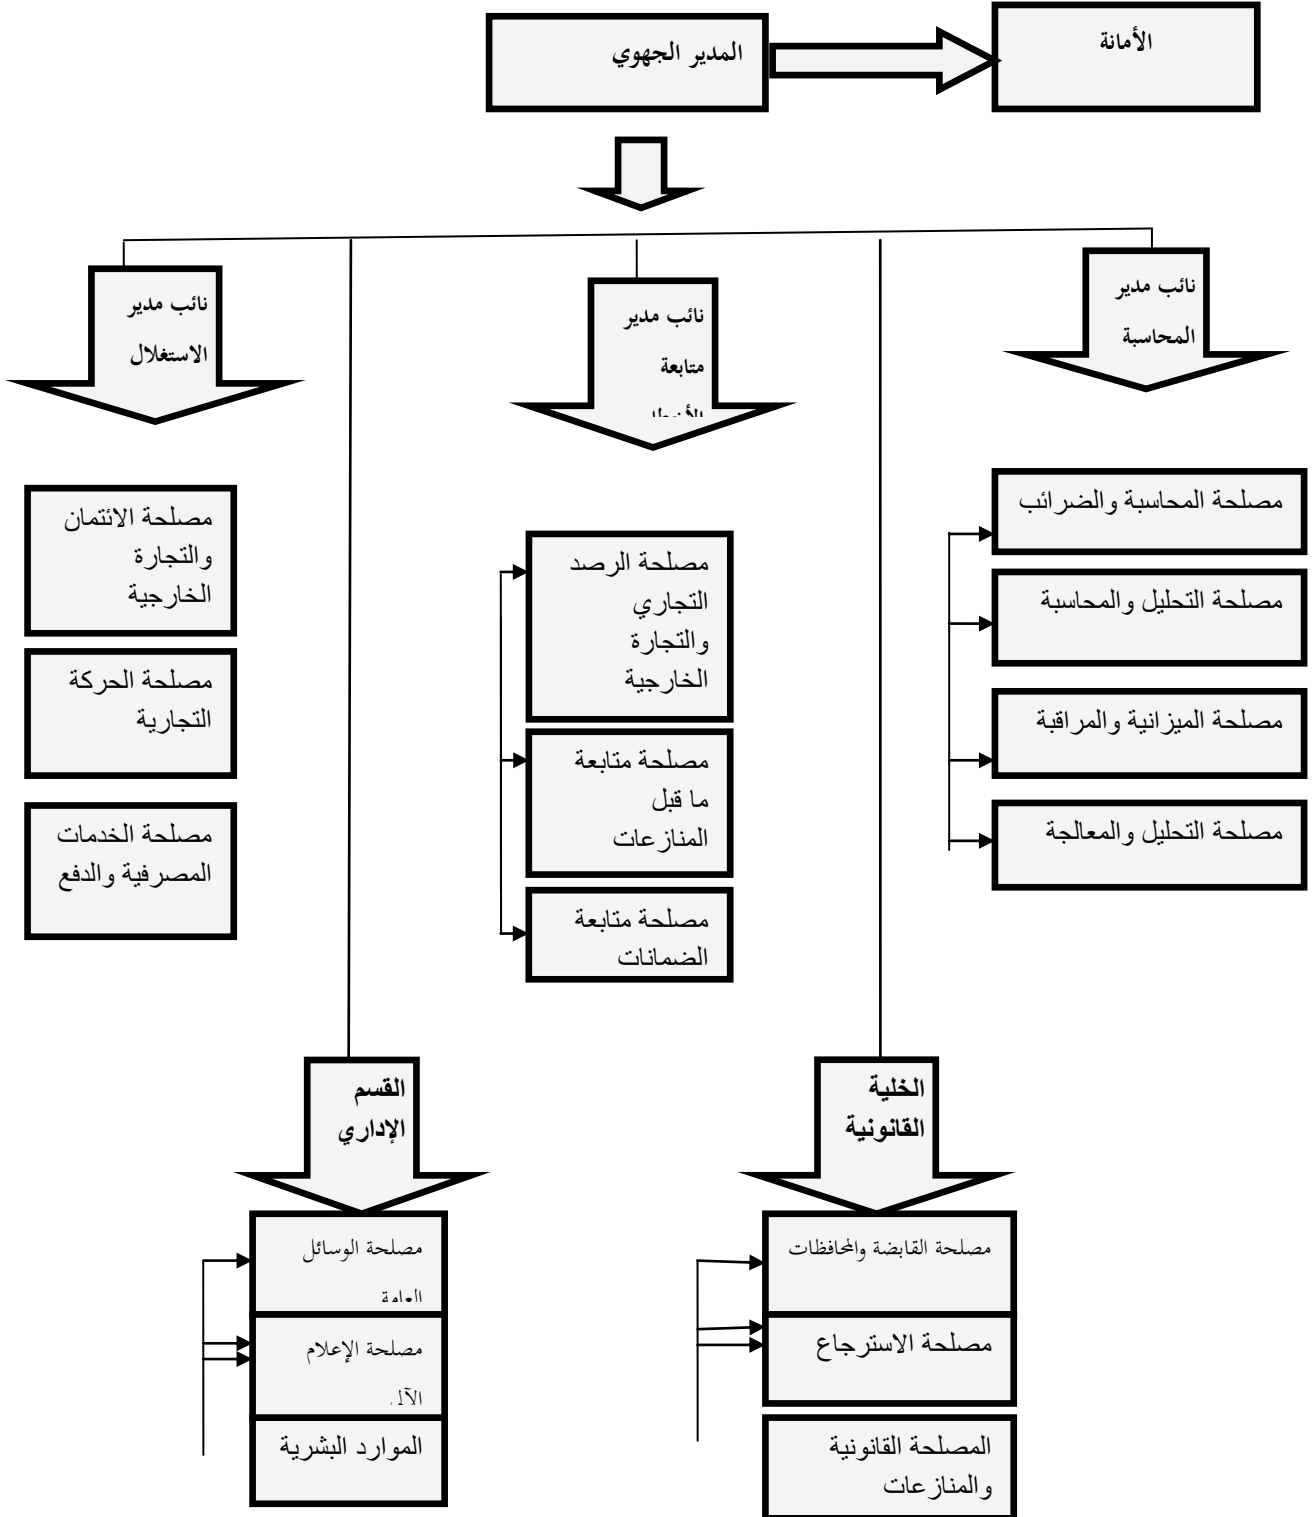 الأمانة
المدير الجهوي
نائب مدير
المحاسبة
نائب مدير
متابعة
نائب مدير
الاستغلال
مصلحة المحاسبة والضرائب
مصلحة التحليل والمحاسبة
مصلحة الميزانية والمراقبة
مصلحة التحليل والمعالجة
مصلحة الرصد
التجاري
والتجارة
الخارجية
مصلحة متابعة
ما قبل
المنازعات
مصلحة متابعة
الضمانات
مصلحة الائتمان
والتجارة
الخارجية
مصلحة الحركة
التجارية
مصلحة الخدمات
المصرفية والدفع
الخلية
القانونية
مصلحة القابضة والمحافظات
مصلحة الاسترجاع
المصلحة القانونية
والمنازعات
القسم
الإداري
مصلحة الوسائل
العامة
مصلحة الإعلام
الآلي
الموارد البشرية